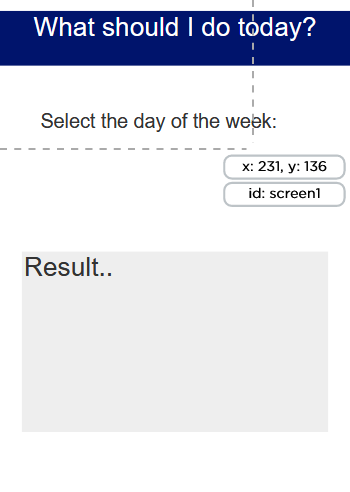 What should I do today?
Select the day of the week:
x: 231, y: 136
id: screen1
Result..